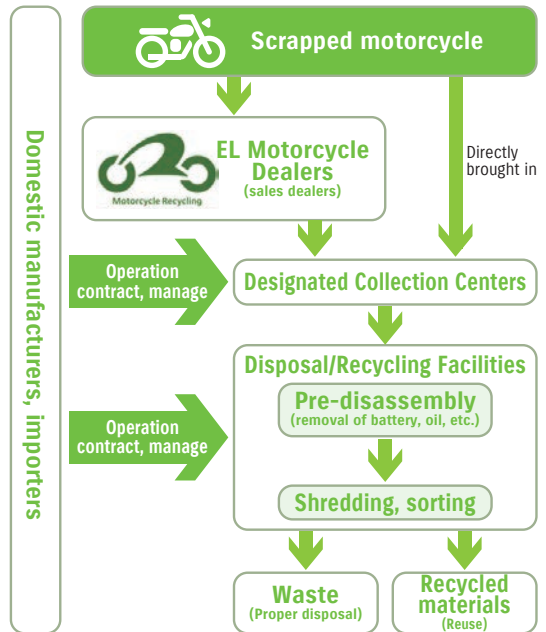 Domestic manufacturers, importers
Scrapped motorcycle
Motorcycle Recycling
EL Motorcycle
Dealers
(sales dealers)
Directly
brought in
Operation
contract, manage
Designated Collection Centers
Disposal/Recycling Facilities
Pre-disassembly
(removal of battery, oil, etc.)
Operation
contract, manage
Shredding, sorting
Waste
(Proper disposal)
Recycled
materials
(Reuse)